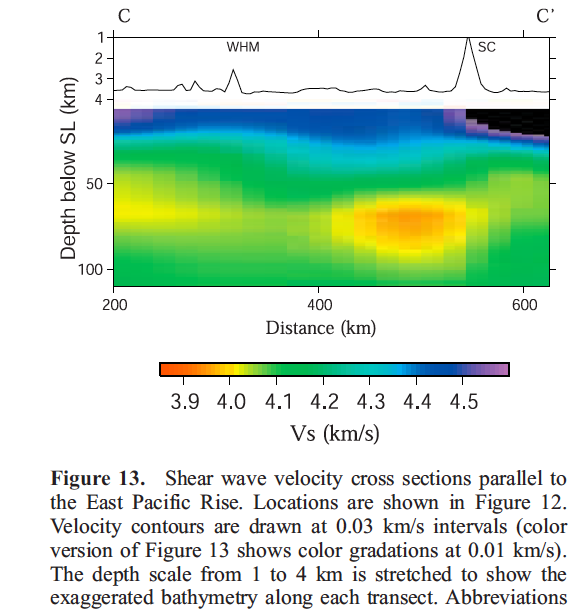 C C'
WHM SC
1
2
3
4
50
100
Depth below SL (km)
200 400 600
Distance (km)
3.9 4.0 4.1 4.2 4.3 4.4 4.5
Vs (km/s)
Figure 13. Shear wave velocity cross sections parallel to
the East Pacific Rise. Locations are shown in Figure 12.
Velocity contours are drawn at 0.03 km/s intervals (color
version of Figure 13 shows color gradations at 0.01 km/s).
The depth scale from 1 to 4 km is stretched to show the
exaggerated bathymetry along each transect. Abbreviations